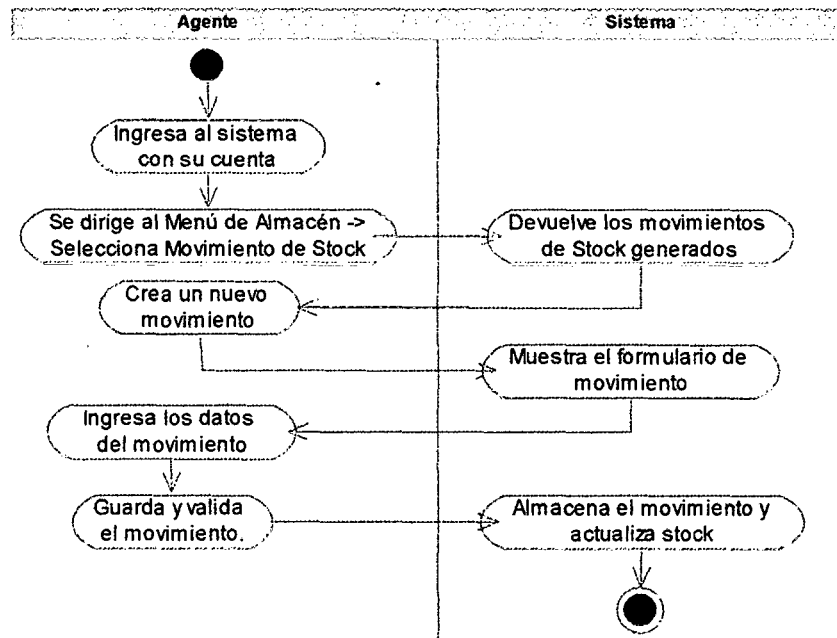 Agente
Sistema
Ingresa al sistema
con su cuenta
Se dirige al Menú de Almacén ->
Selecciona Movimiento de Stock
Devuelve los movimientos
de Stock generados
Crea un nuevo
movimiento
Muestra el formulario de
movimiento
Ingresa los datos
del movimiento
Guarda y valida
el movimiento.
Almacena el movimiento y
actualiza stock